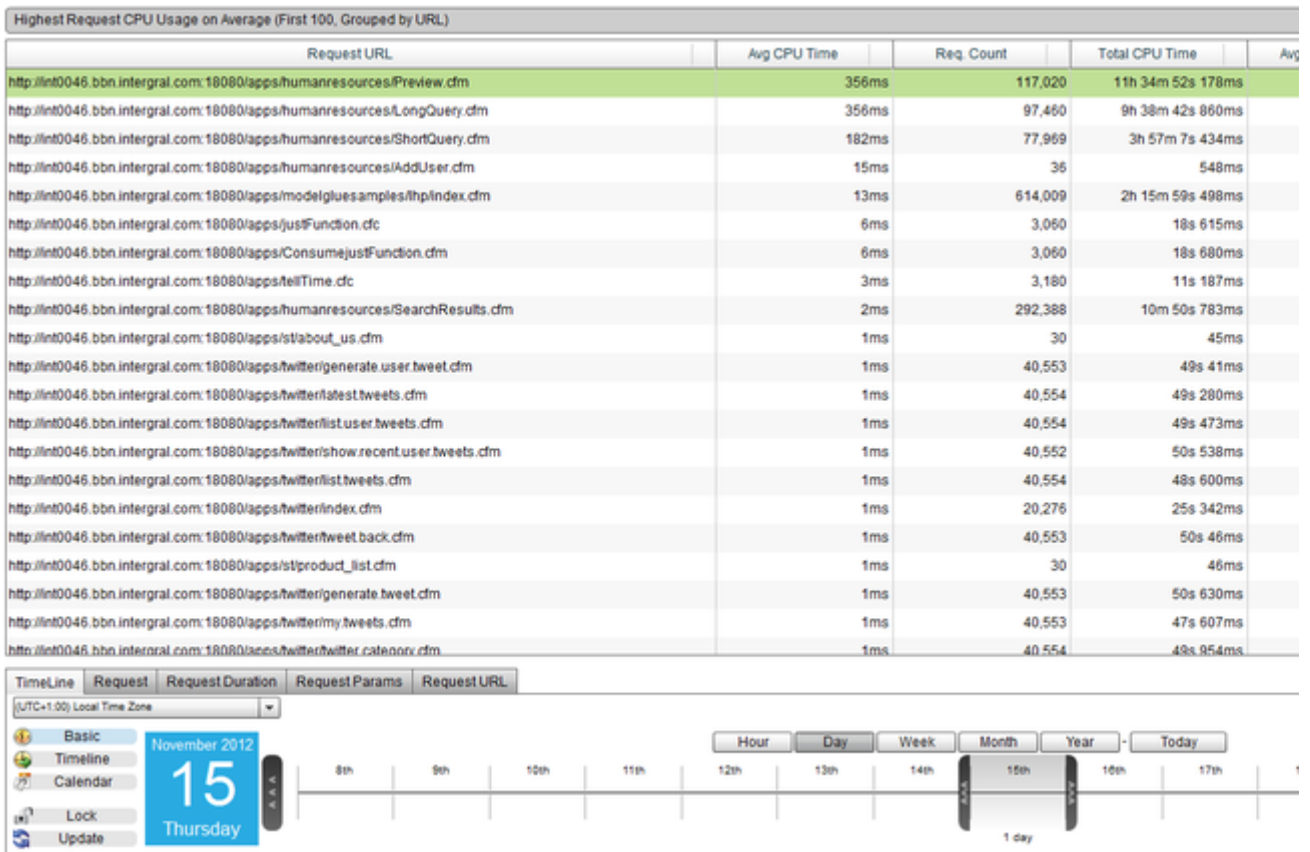 Highest Request CPU Usage on Average (First 100, Grouped by URL)
Request URL Avg CPU Time Req. Count Total CPU Time Avg
http://int0046.bbn.intergral.com:18080/apps/humanresources/Preview.cfm 356ms 117,020 11h 34m 52s 178ms
http://int0046.bbn.intergral.com:18080/apps/humanresources/LongQuery.cfm 356ms 97,460 9h 38m 42s 860ms
http://int0046.bbn.intergral.com:18080/apps/humanresources/ShortQuery.cfm 182ms 77,969 3h 57m 7s 434ms
http://int0046.bbn.intergral.com:18080/apps/humanresources/AddUser.cfm 15ms 36 548ms
http://int0046.bbn.intergral.com:18080/apps/modelgluesamples/lhp/index.cfm 13ms 614,009 2h 15m 59s 498ms
http://int0046.bbn.intergral.com:18080/apps/justFunction.cfc 6ms 3,060 18s 615ms
http://int0046.bbn.intergral.com:18080/apps/ConsumejustFunction.cfm 6ms 3,060 18s 680ms
http://int0046.bbn.intergral.com:18080/apps/tellTime.cfc 3ms 3,180 11s 187ms
http://int0046.bbn.intergral.com:18080/apps/humanresources/SearchResults.cfm 2ms 292,388 10m 50s 783ms
http://int0046.bbn.intergral.com:18080/apps/st/about_us.cfm 1ms 30 45ms
http://int0046.bbn.intergral.com:18080/apps/twitter/generate.user.tweet.cfm 1ms 40,553 49s 41ms
http://int0046.bbn.intergral.com:18080/apps/twitter/latest.tweets.cfm 1ms 40,554 49s 280ms
http://int0046.bbn.intergral.com:18080/apps/twitter/list.user.tweets.cfm 1ms 40,554 49s 473ms
http://int0046.bbn.intergral.com:18080/apps/twitter/show.recent.user.tweets.cfm 1ms 40,552 50s 538ms
http://int0046.bbn.intergral.com:18080/apps/twitter/list.tweets.cfm 1ms 40,554 48s 600ms
http://int0046.bbn.intergral.com:18080/apps/twitter/index.cfm 1ms 20,276 25s 342ms
http://int0046.bbn.intergral.com:18080/apps/twitter/tweet.back.cfm 1ms 40,553 50s 46ms
http://int0046.bbn.intergral.com:18080/apps/st/product_list.cfm 1ms 30 46ms
http://int0046.bbn.intergral.com:18080/apps/twitter/generate.tweet.cfm 1ms 40,553 50s 630ms
http://int0046.bbn.intergral.com:18080/apps/twitter/my.tweets.cfm 1ms 40,553 47s 607ms
http://int0046.bbn.intergral.com:18080/apps/twitter/twitter.category.cfm 1ms 40,554 49s 954ms
TimeLine Request Request Duration Request Params Request URL
(UTC+1:00) Local Time Zone
Basic
Timeline
Calendar
Lock
Update
November 2012
15
Thursday
Hour Day Week Month Year - Today
8th 9th 10th 11th 12th 13th 14th 15th 16th 17th 1
1 day